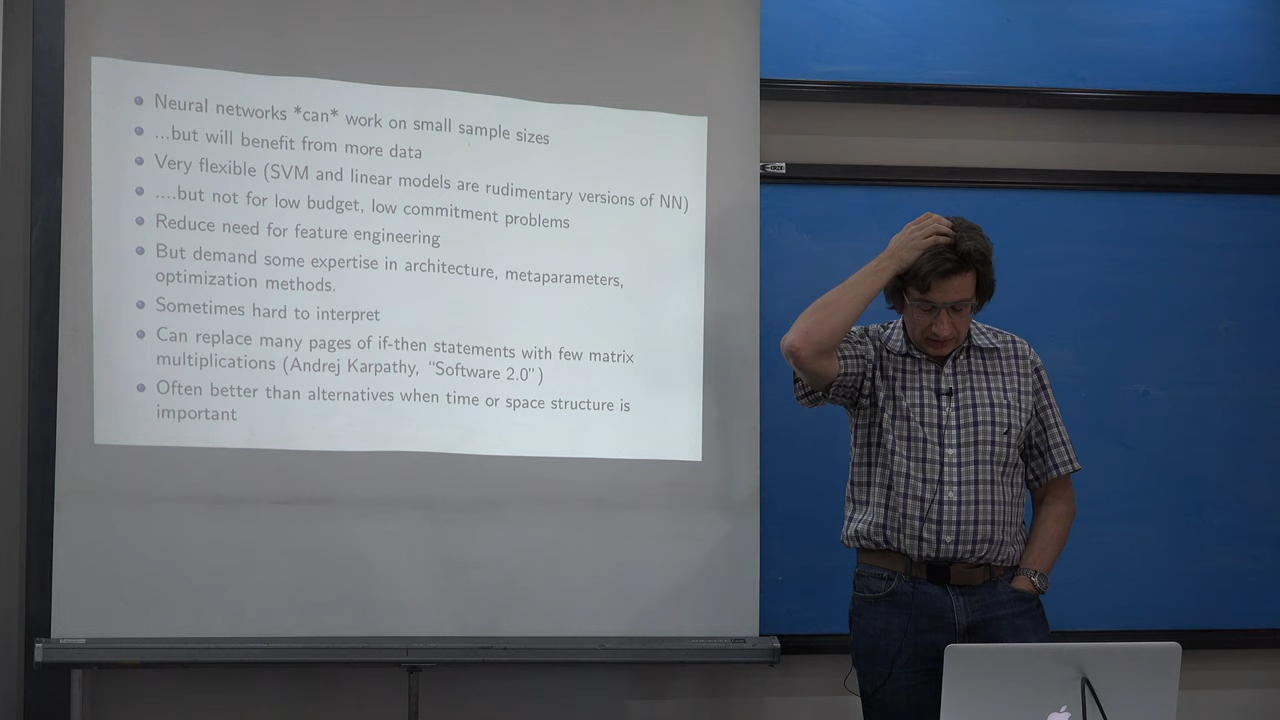 Neural networks *can* work on small sample sizes
...but will benefit from more data
Very flexible (SVM and linear models are rudimentary versions of NN)
....but not for low budget, low commitment problems
Reduce need for feature engineering
But demand some expertise in architecture, metaparameters,
optimization methods.
Sometimes hard to interpret
Can replace many pages of if-then statements with few matrix
multiplications (Andrej Karpathy, “Software 2.0”)
Often better than alternatives when time or space structure is
important